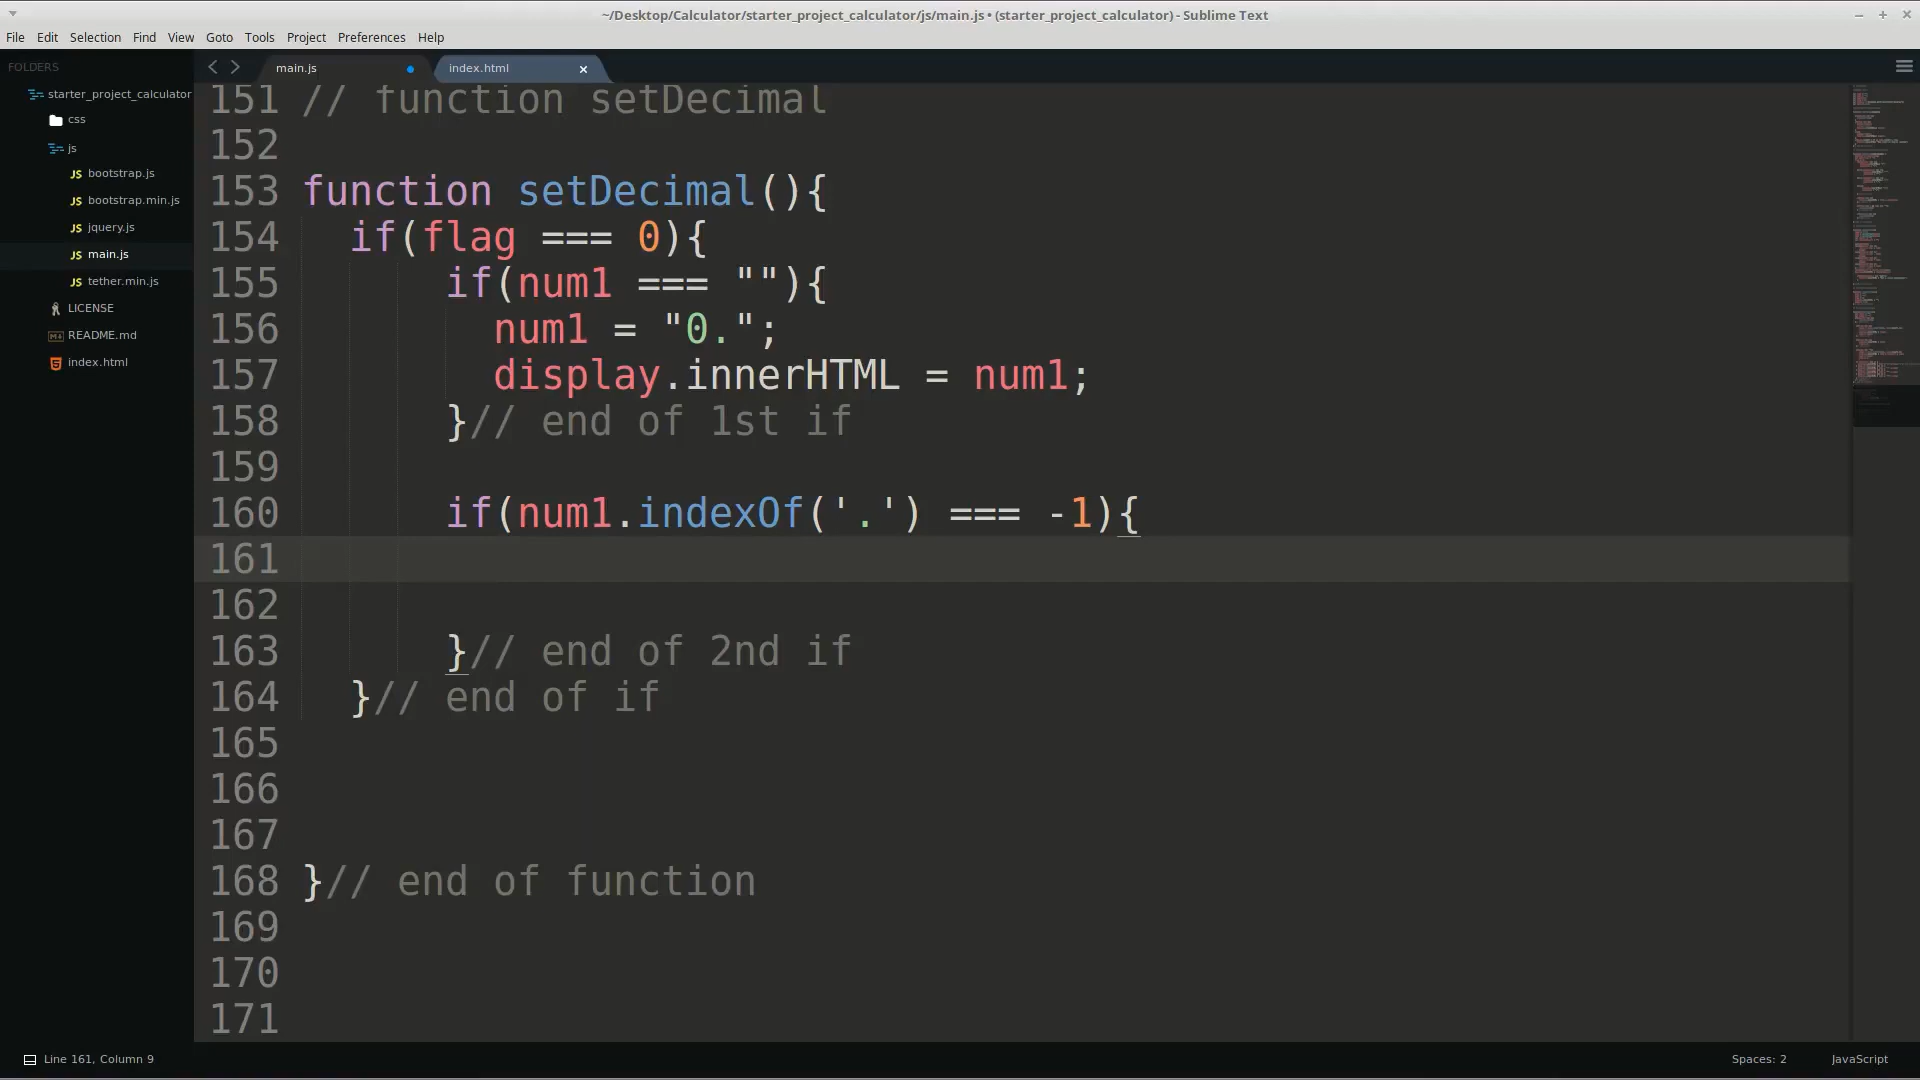 ~/Desktop/Calculator/starter_project_calculator/js/main.js • (starter_project_calculator) - Sublime Text
File Edit Selection Find View Goto Tools Project Preferences Help
FOLDERS
starter_project_calculator
css
js
JS bootstrap.js
JS bootstrap.min.js
JS jquery.js
JS main.js
JS tether.min.js
LICENSE
README.md
index.html
main.js
index.html
151 // function setDecimal
152
153 function setDecimal(){
154 if(flag === 0){
155 if(num1 === ""){
156 num1 = "0.";
157 display.innerHTML = num1;
158 }// end of 1st if
159
160 if(num1.indexOf('.') === -1){
161
162
163 }// end of 2nd if
164 }// end of if
165
166
167
168 }// end of function
169
170
171
Line 161, Column 9
Spaces: 2
JavaScript